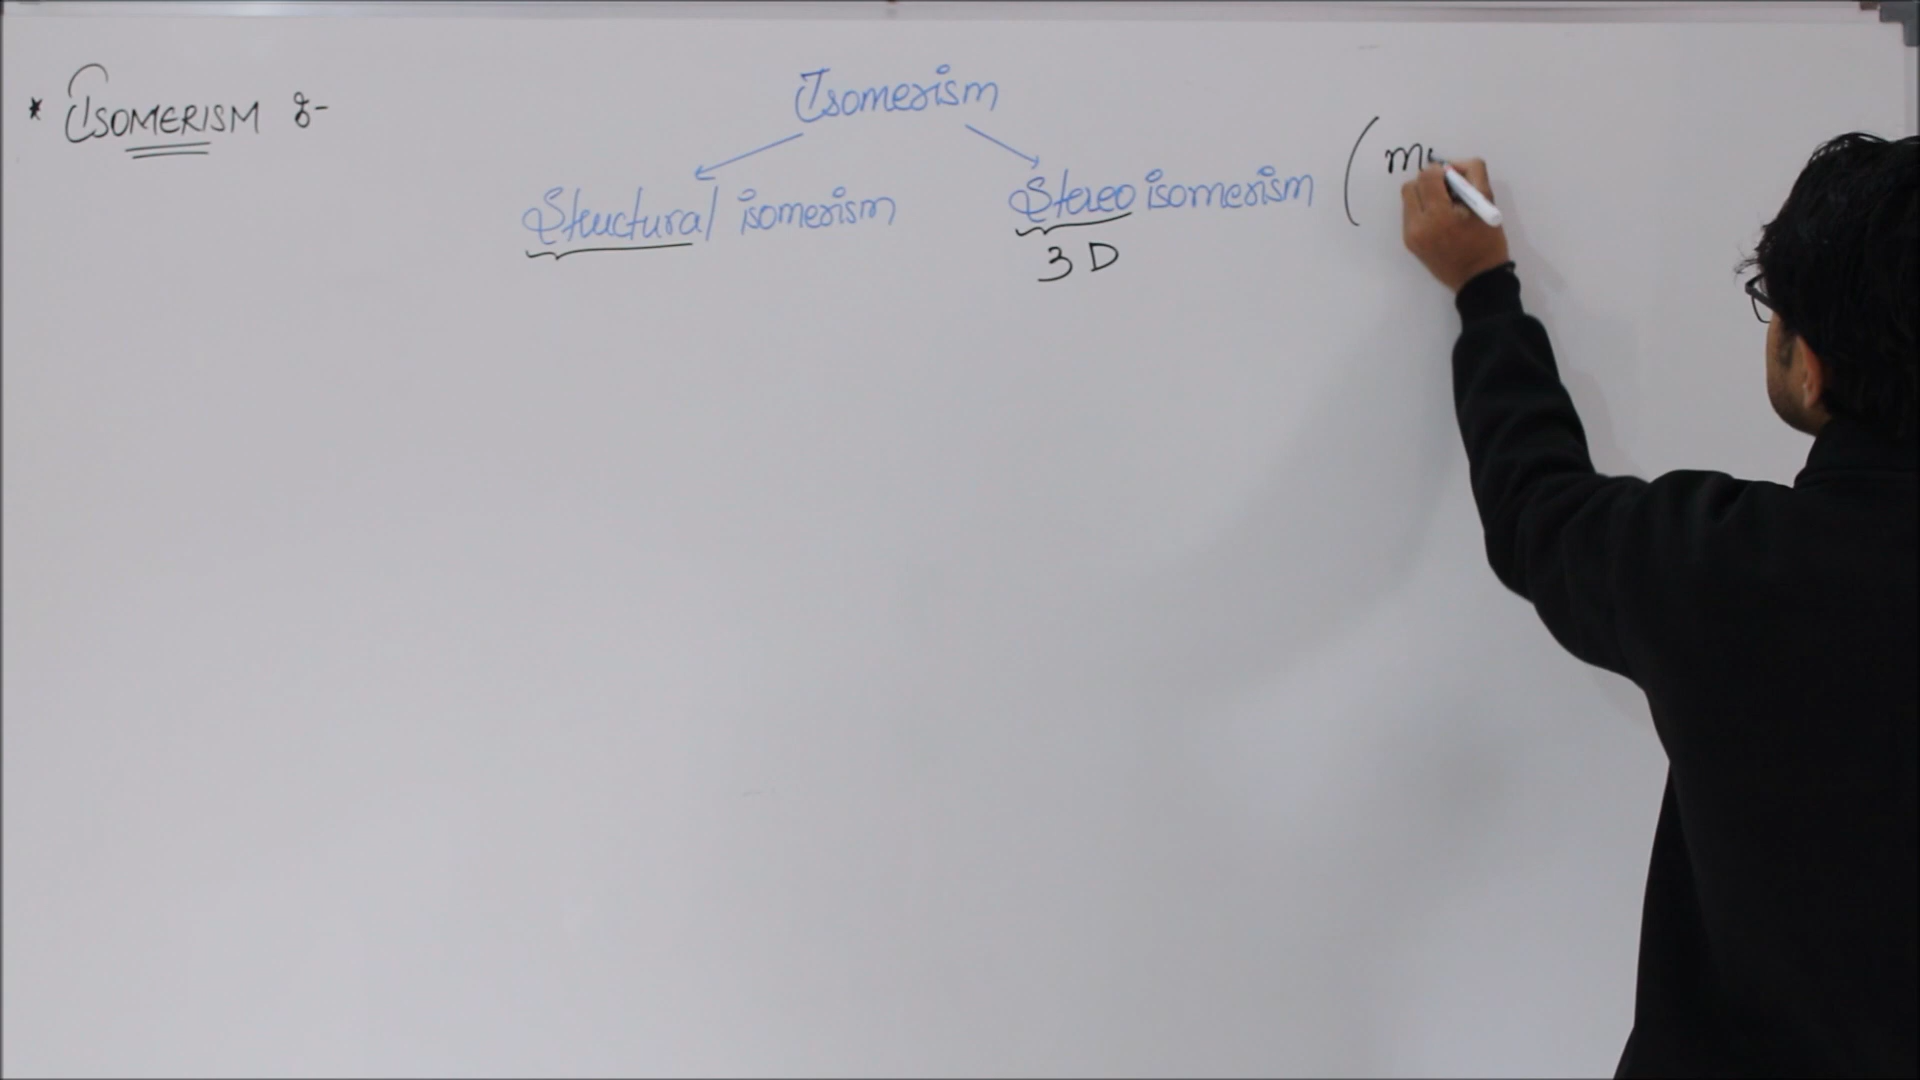 * ISOMERISM :-
Isomerism
Structural isomerism
Stereo isomerism (
3D